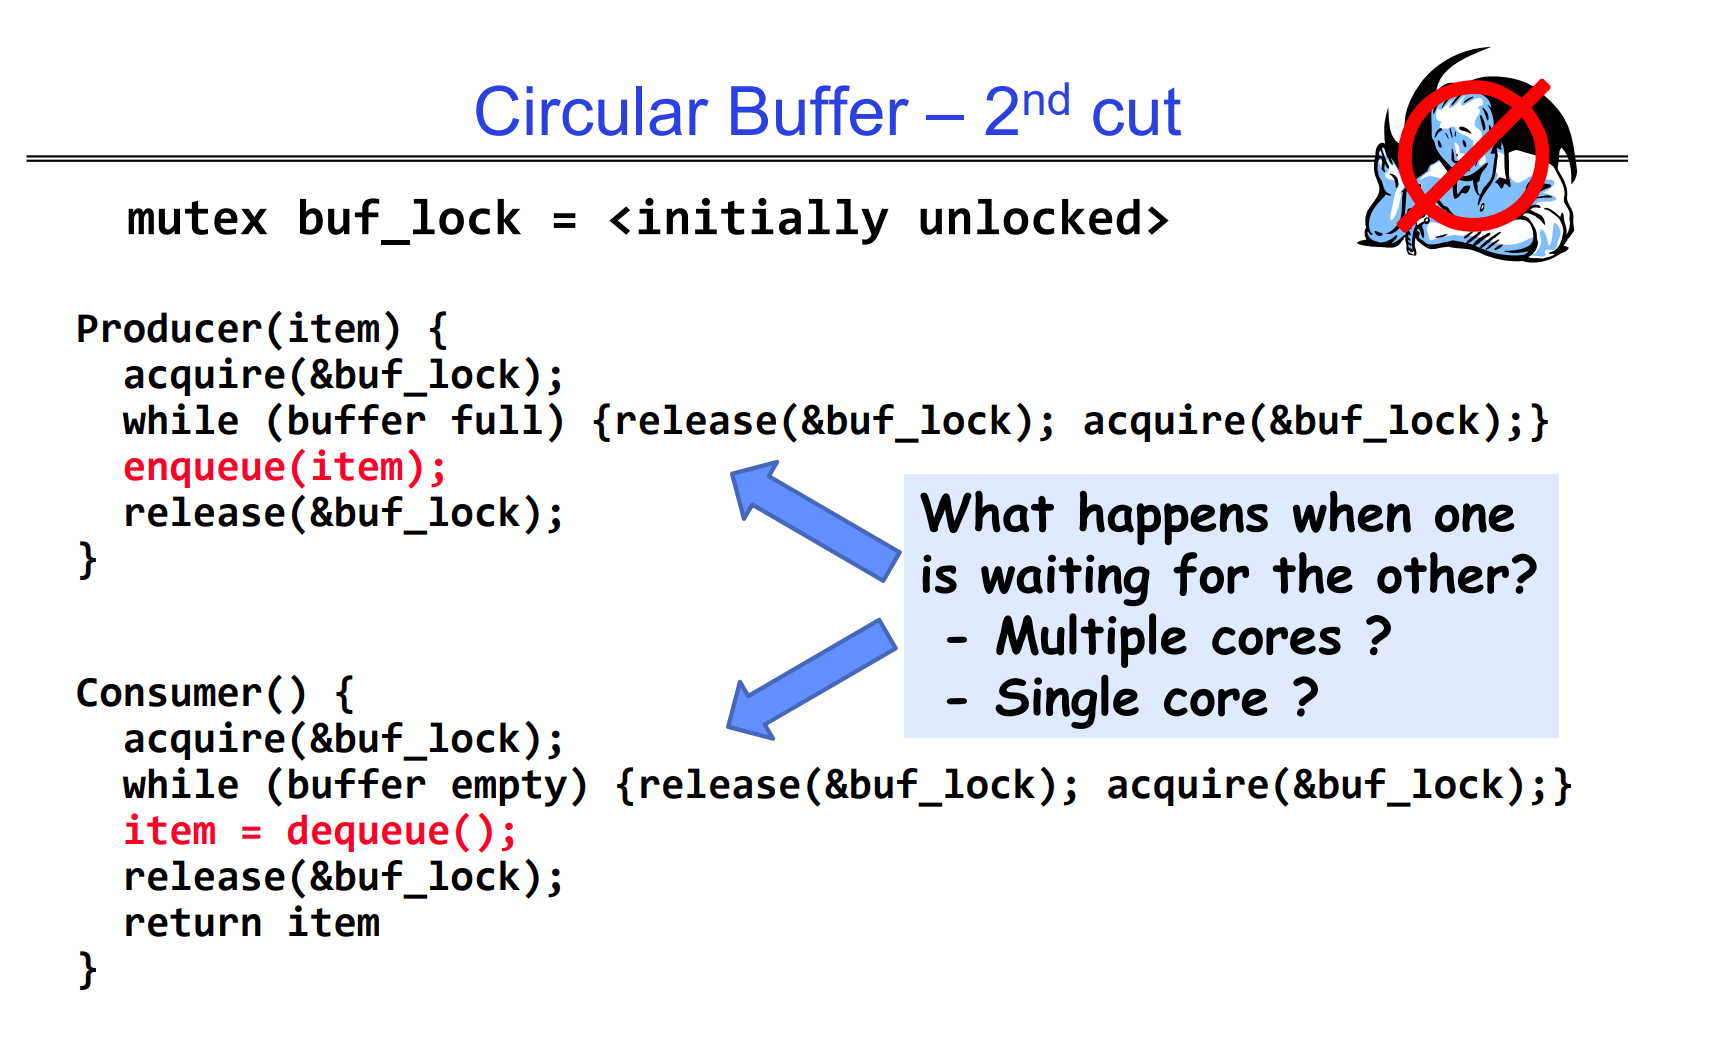 Circular Buffer – 2nd cut
mutex buf_lock = <initially unlocked>
Producer(item) {
acquire(&buf_lock);
while (buffer full) {release(&buf_lock); acquire(&buf_lock);}
enqueue(item);
release(&buf_lock);
}
What happens when one
is waiting for the other?
- Multiple cores ?
- Single core ?
Consumer() {
acquire(&buf_lock);
while (buffer empty) {release(&buf_lock); acquire(&buf_lock);}
item = dequeue();
release(&buf_lock);
return item
}